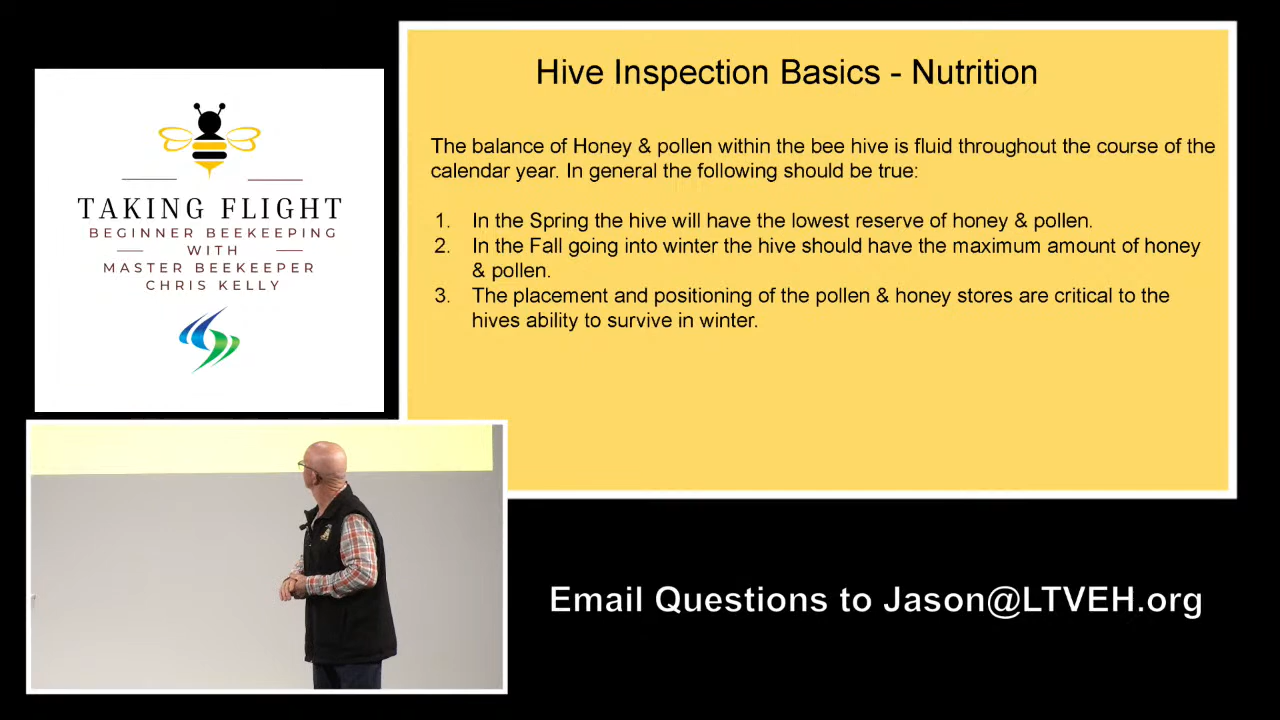 TAKING FLIGHT
BEGINNER BEEKEEPING
WITH
MASTER BEEKEEPER
CHRIS KELLY
Hive Inspection Basics - Nutrition
The balance of Honey & pollen within the bee hive is fluid throughout the course of the
calendar year. In general the following should be true:
1. In the Spring the hive will have the lowest reserve of honey & pollen.
2. In the Fall going into winter the hive should have the maximum amount of honey
& pollen.
3. The placement and positioning of the pollen & honey stores are critical to the
hives ability to survive in winter.
Email Questions to Jason@LTVEH.org